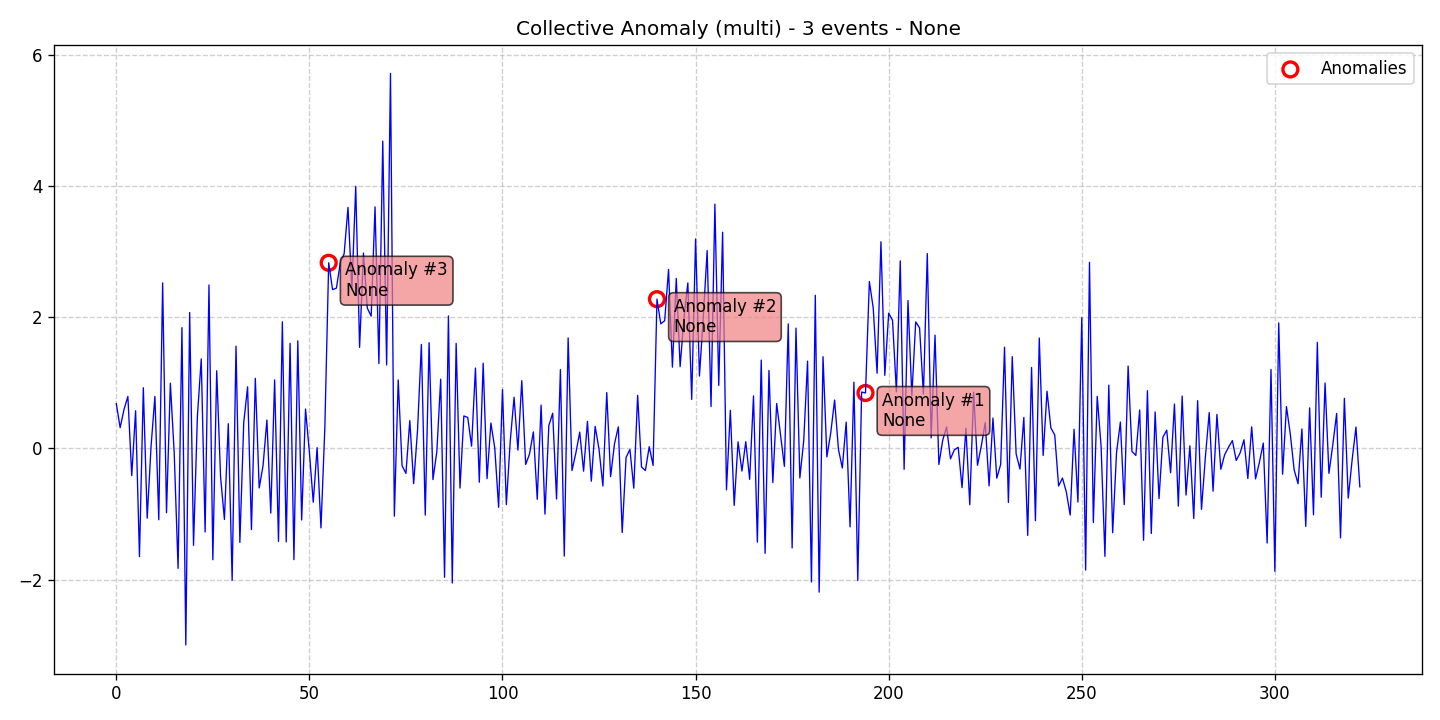 Collective Anomaly (multi) - 3 events - None
Anomalies
6
4
2
0
−2
Anomaly #3
None
Anomaly #2
None
Anomaly #1
None
0
50
100
150
200
250
300